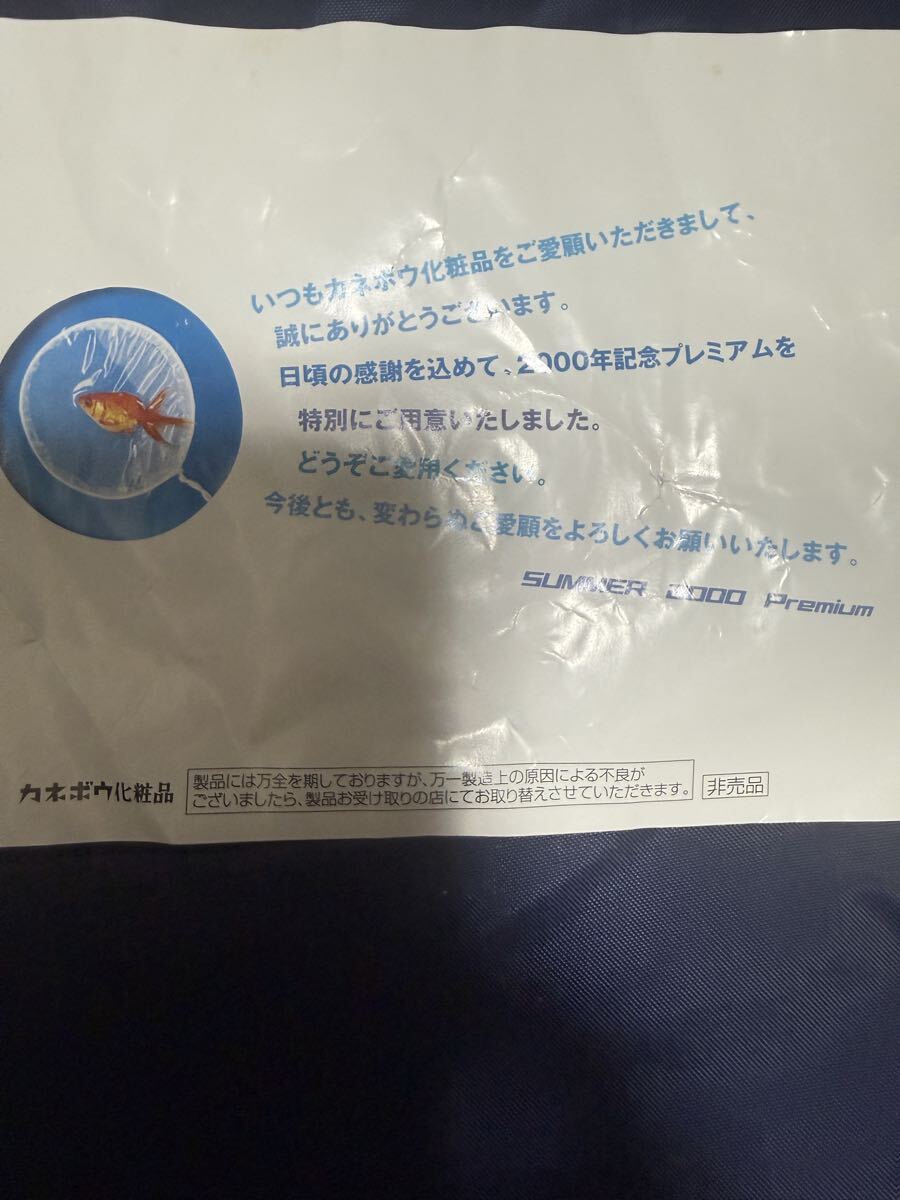 いつもカネボウ化粧品をご愛顧いただきまして、
誠にありがとうございます。
日頃の感謝を込めて、2000年記念プレミアムを
特別にご用意いたしました。
どうぞご愛用ください。
今後とも、変わらぬご愛顧をよろしくお願いいたします。
SUMMER 2000 Premium
カネボウ化粧品
製品には万全を期しておりますが、万一製造上の原因による不良が
ございましたら、製品お受け取りの店にてお取り替えさせていただきます。
非売品